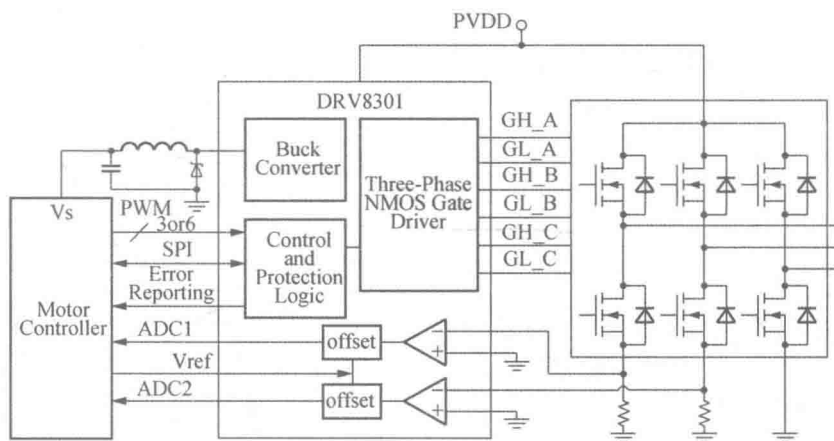 PVDD
DRV8301
Buck
Converter
Three-Phase
NMOS Gate
Driver
GH_A
GL_A
GH_B
GL_B
GH_C
GL_C
Vs
PWM
3or6
SPI
Error
Reporting
Control
and
Protection
Logic
Motor
Controller
ADC1
offset
Vref
ADC2
offset
- 
+
-
+